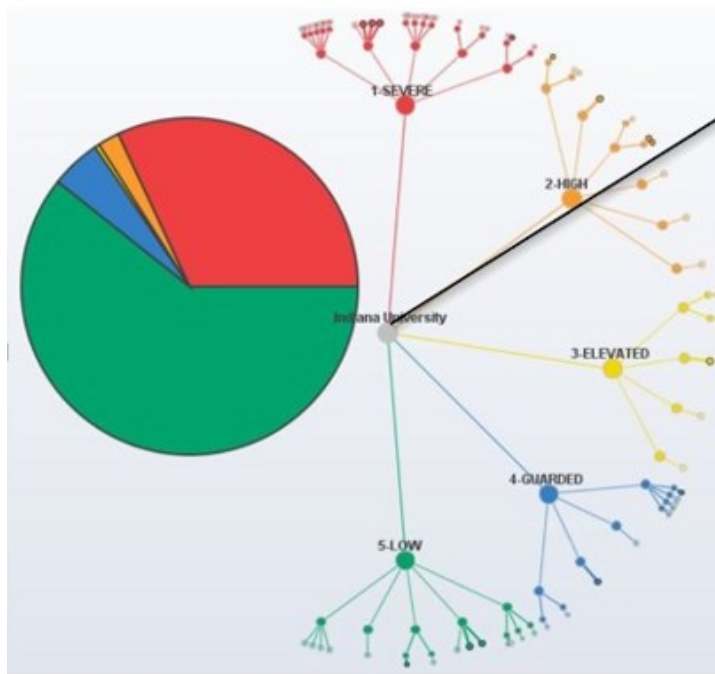 1-SEVERE
2-HIGH
Indiana University
3-ELEVATED
4-GUARDED
5-LOW